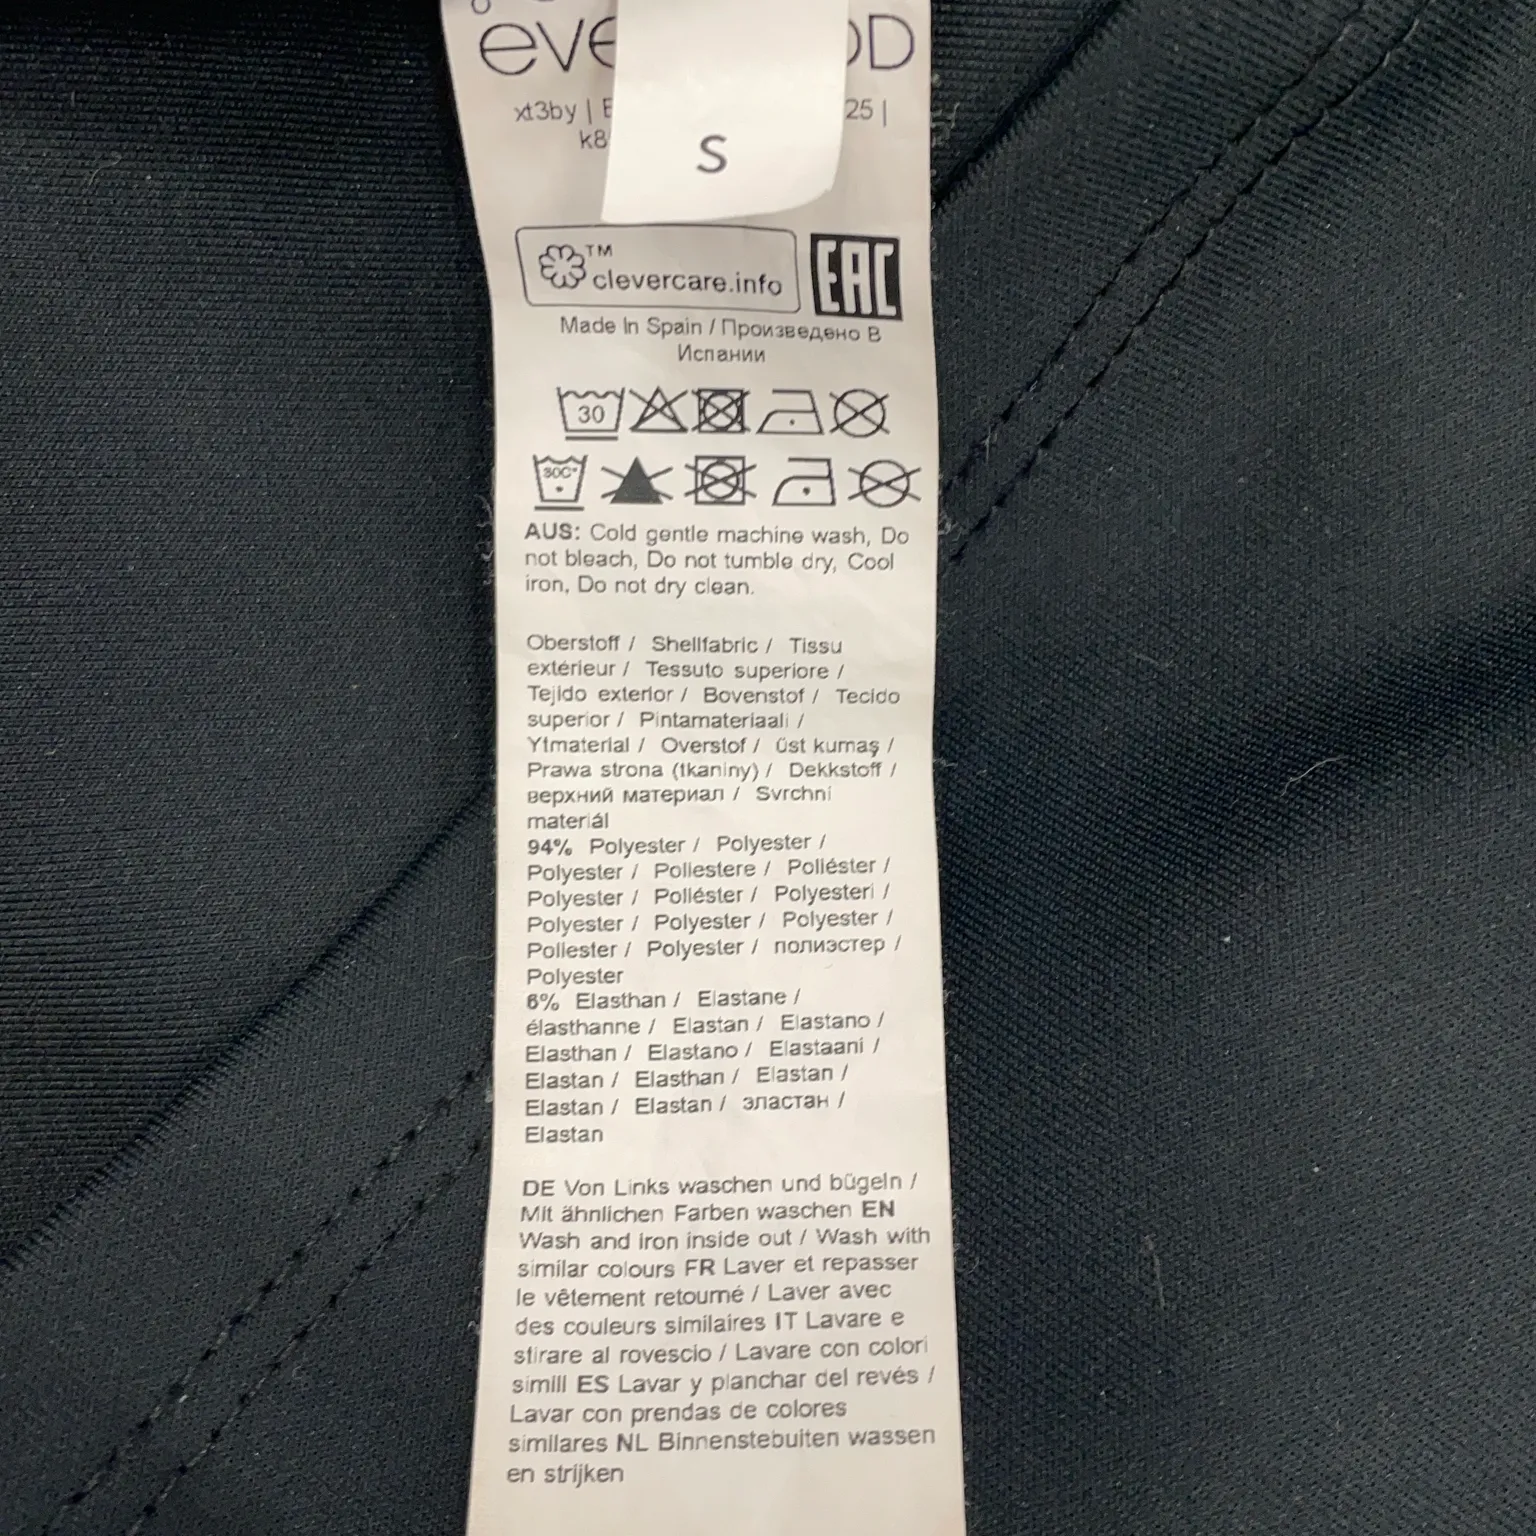 eve
OD
xt3by |
25 |
k8
S
TM
clevercare.info
EAC
Made In Spain / Произведено В
Испании
30
30C°
AUS: Cold gentle machine wash, Do
not bleach, Do not tumble dry, Cool
iron, Do not dry clean.
Oberstoff / Shellfabric / Tissu
extérieur / Tessuto superiore /
Tejido exterior / Bovenstof / Tecido
superior / Pintamateriaali /
Ytmaterial / Overstof / üst kumaş /
Prawa strona (tkaniny) / Dekkstoff /
верхний материал / Svrchní
materiál
94% Polyester / Polyester /
Polyester / Poliestere / Poliéster /
Polyester / Poliéster / Polyesteri /
Polyester / Polyester / Polyester /
Poliester / Polyester / полиэстер /
Polyester
6% Elasthan / Elastane /
élasthanne / Elastan / Elastano /
Elasthan / Elastano / Elastaani /
Elastan / Elasthan / Elastan /
Elastan / Elastan / эластан /
Elastan
DE Von Links waschen und bügeln /
Mit ähnlichen Farben waschen EN
Wash and iron inside out / Wash with
similar colours FR Laver et repasser
le vêtement retourné / Laver avec
des couleurs similaires IT Lavare e
stirare al rovescio / Lavare con colori
simili ES Lavar y planchar del revés /
Lavar con prendas de colores
similares NL Binnenstebuiten wassen
en strijken